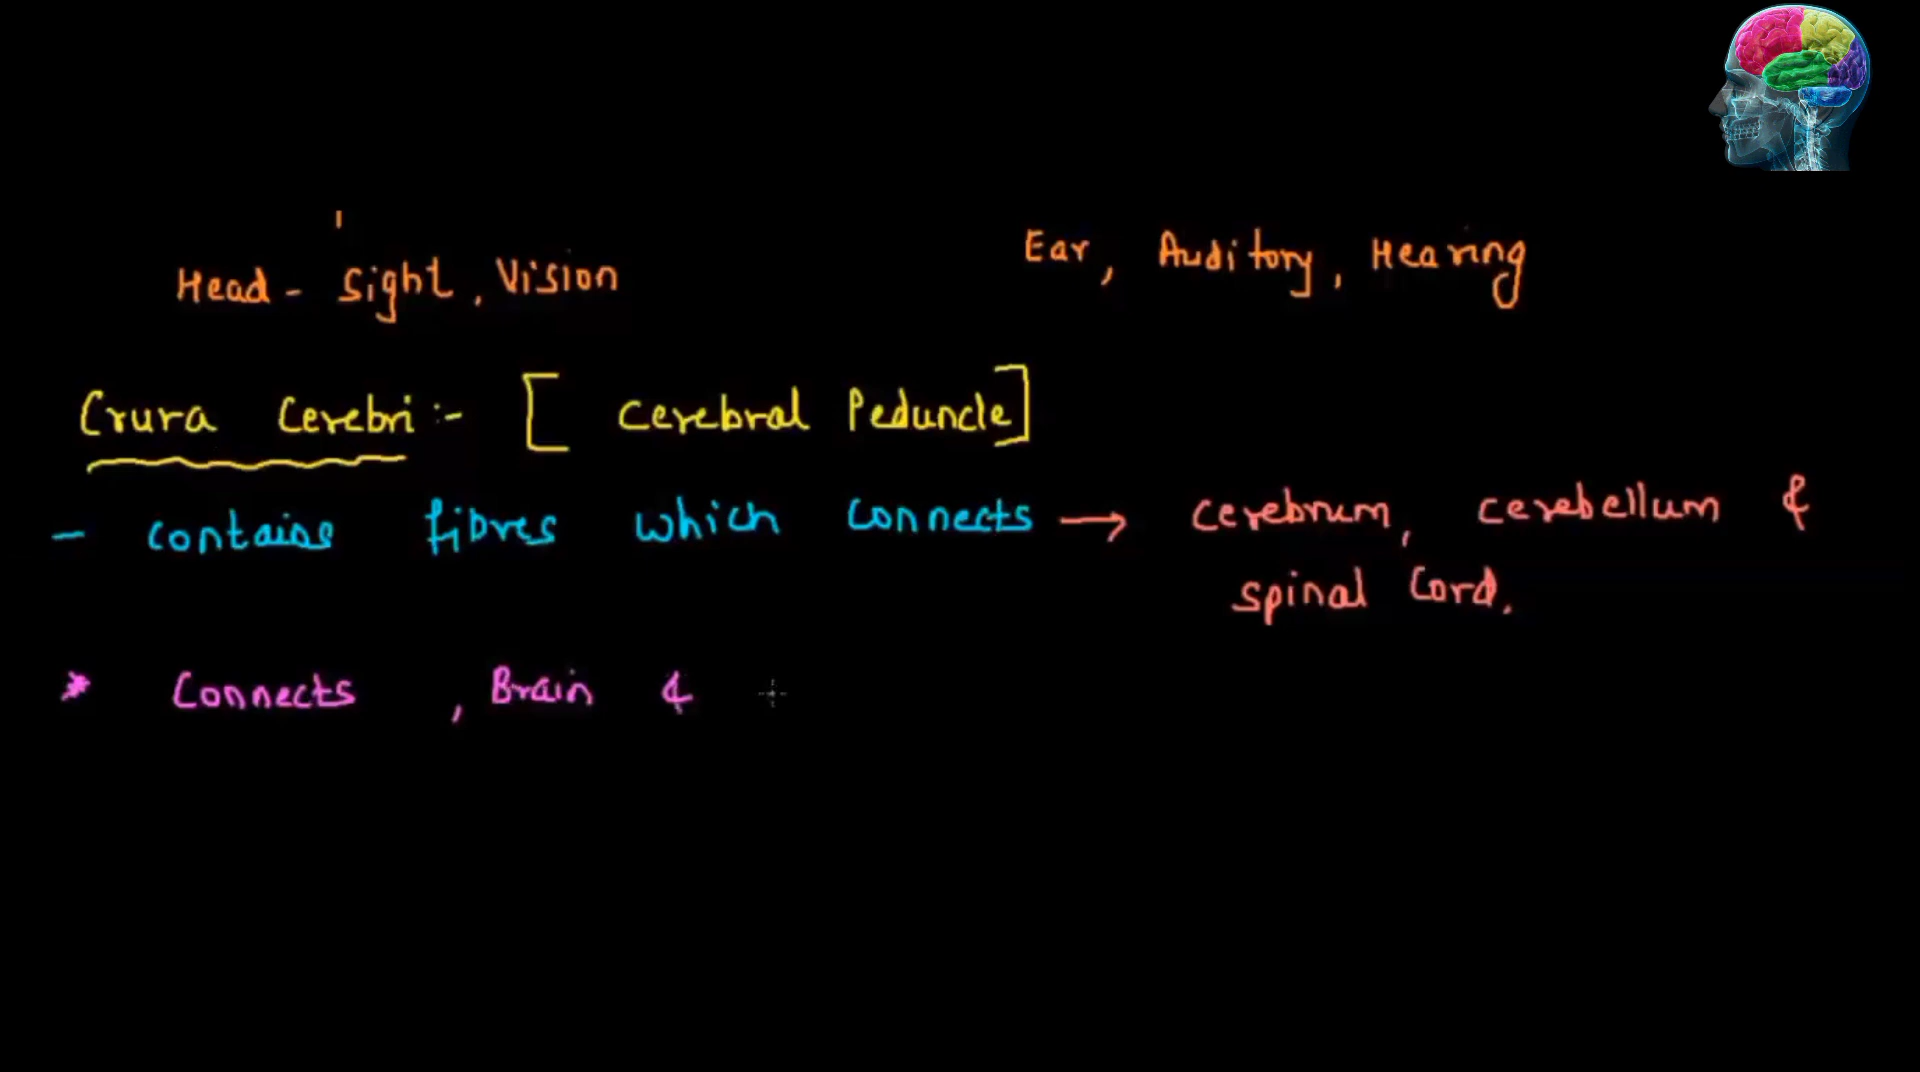 Head - Sight, Vision
Ear, Auditory, Hearing
Crura Cerebri :- [ Cerebral Peduncle]
- contains fibres which connects → cerebrum, cerebellum &
spinal Cord.
* Connects , Brain &